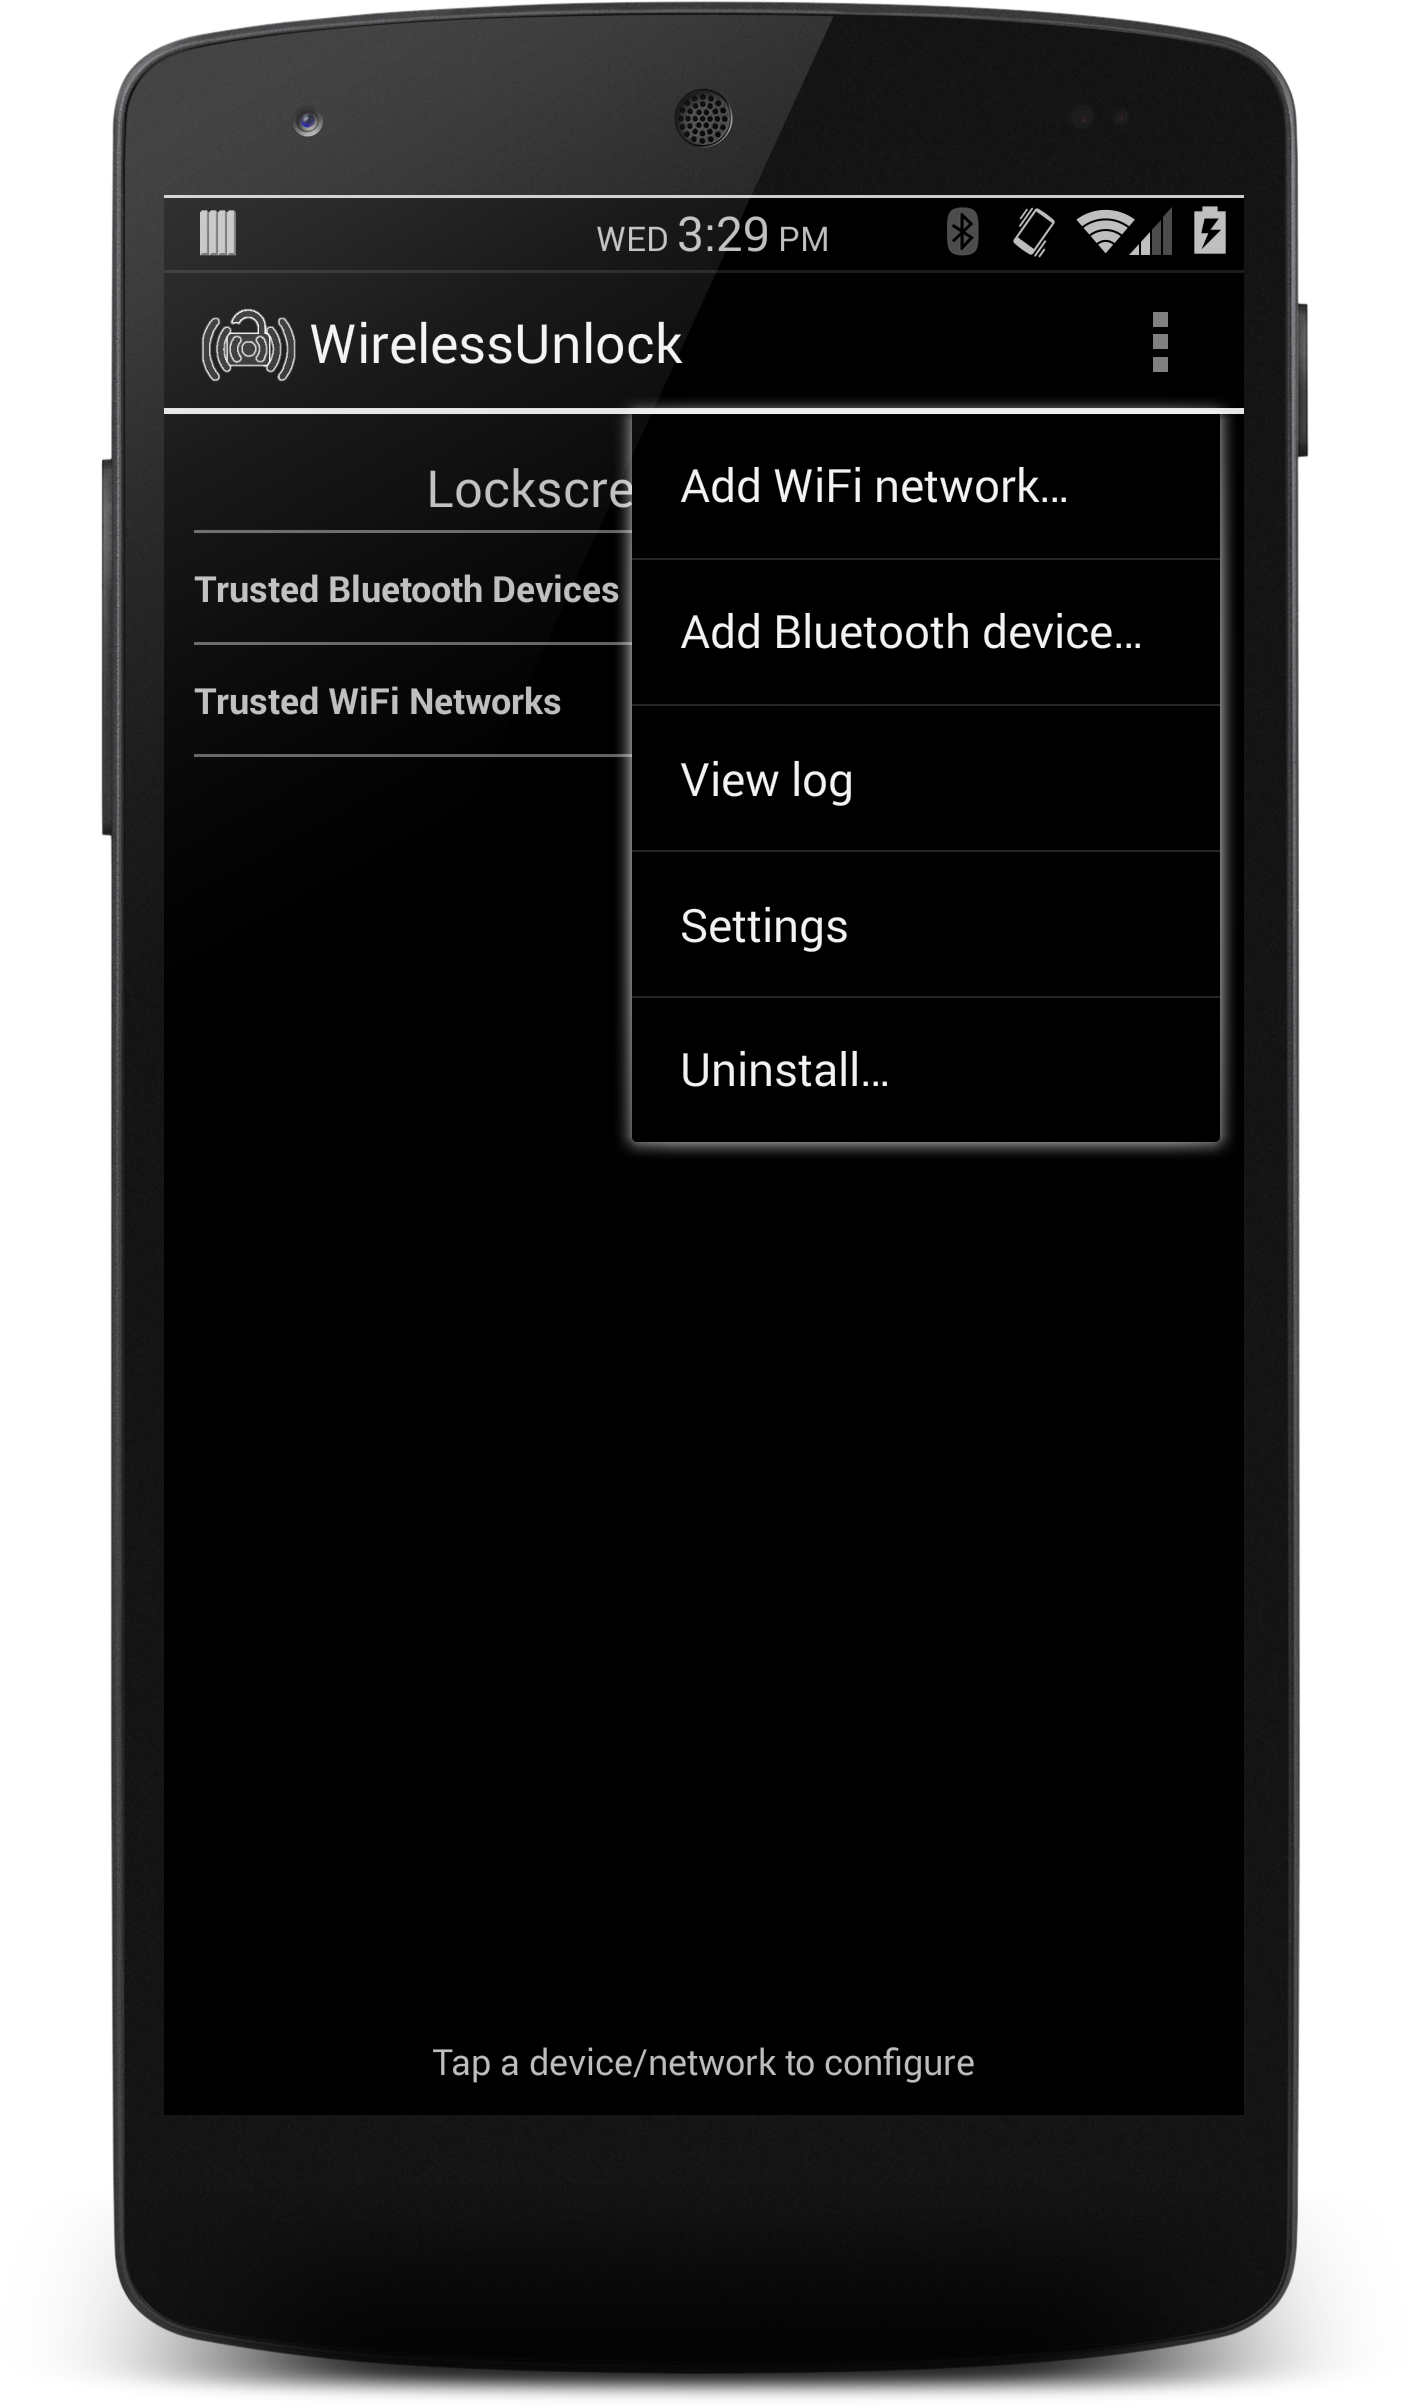 WED 3:29 PM
WirelessUnlock
Add WiFi network...
Lockscre
Add Bluetooth device...
Trusted Bluetooth Devices
Trusted WiFi Networks
View log
Settings
Uninstall...
Tap a device/network to configure